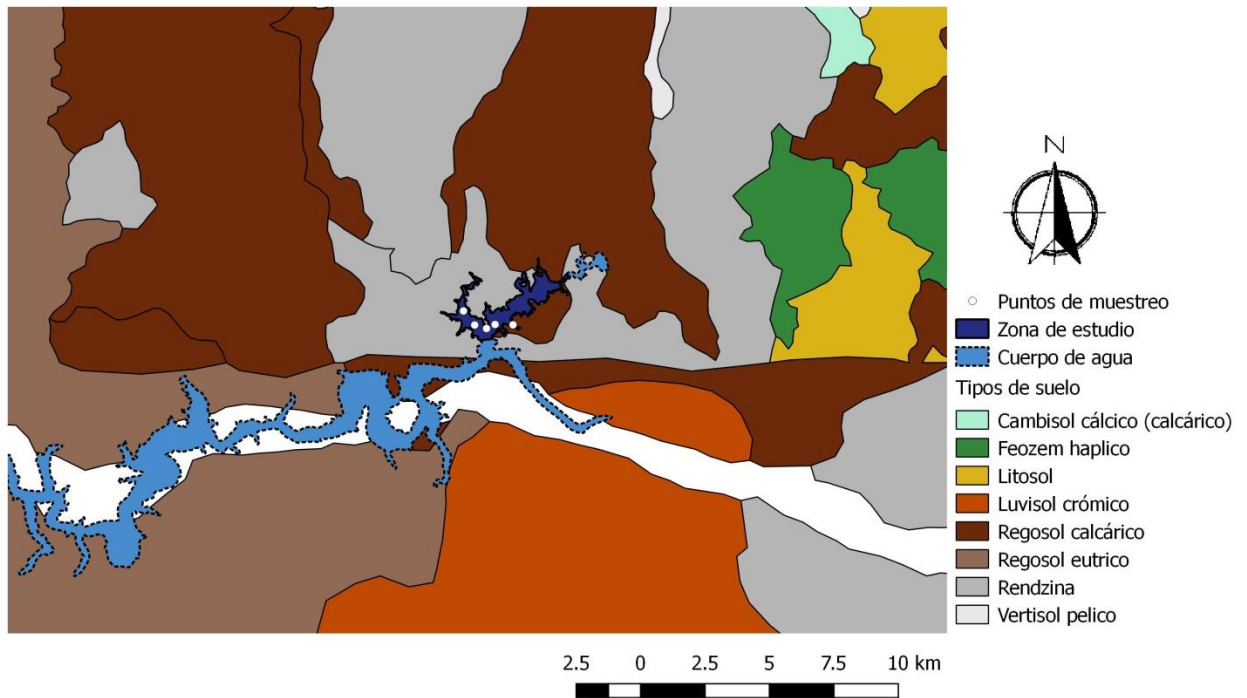 N
Puntos de muestreo
Zona de estudio
Cuerpo de agua
Tipos de suelo
Cambisol cálcico (calcárico)
Feozem haplico
Litosol
Luvisol crómico
Regosol calcárico
Regosol eutrico
Rendzina
Vertisol pelico
2.5 0 2.5 5 7.5 10 km